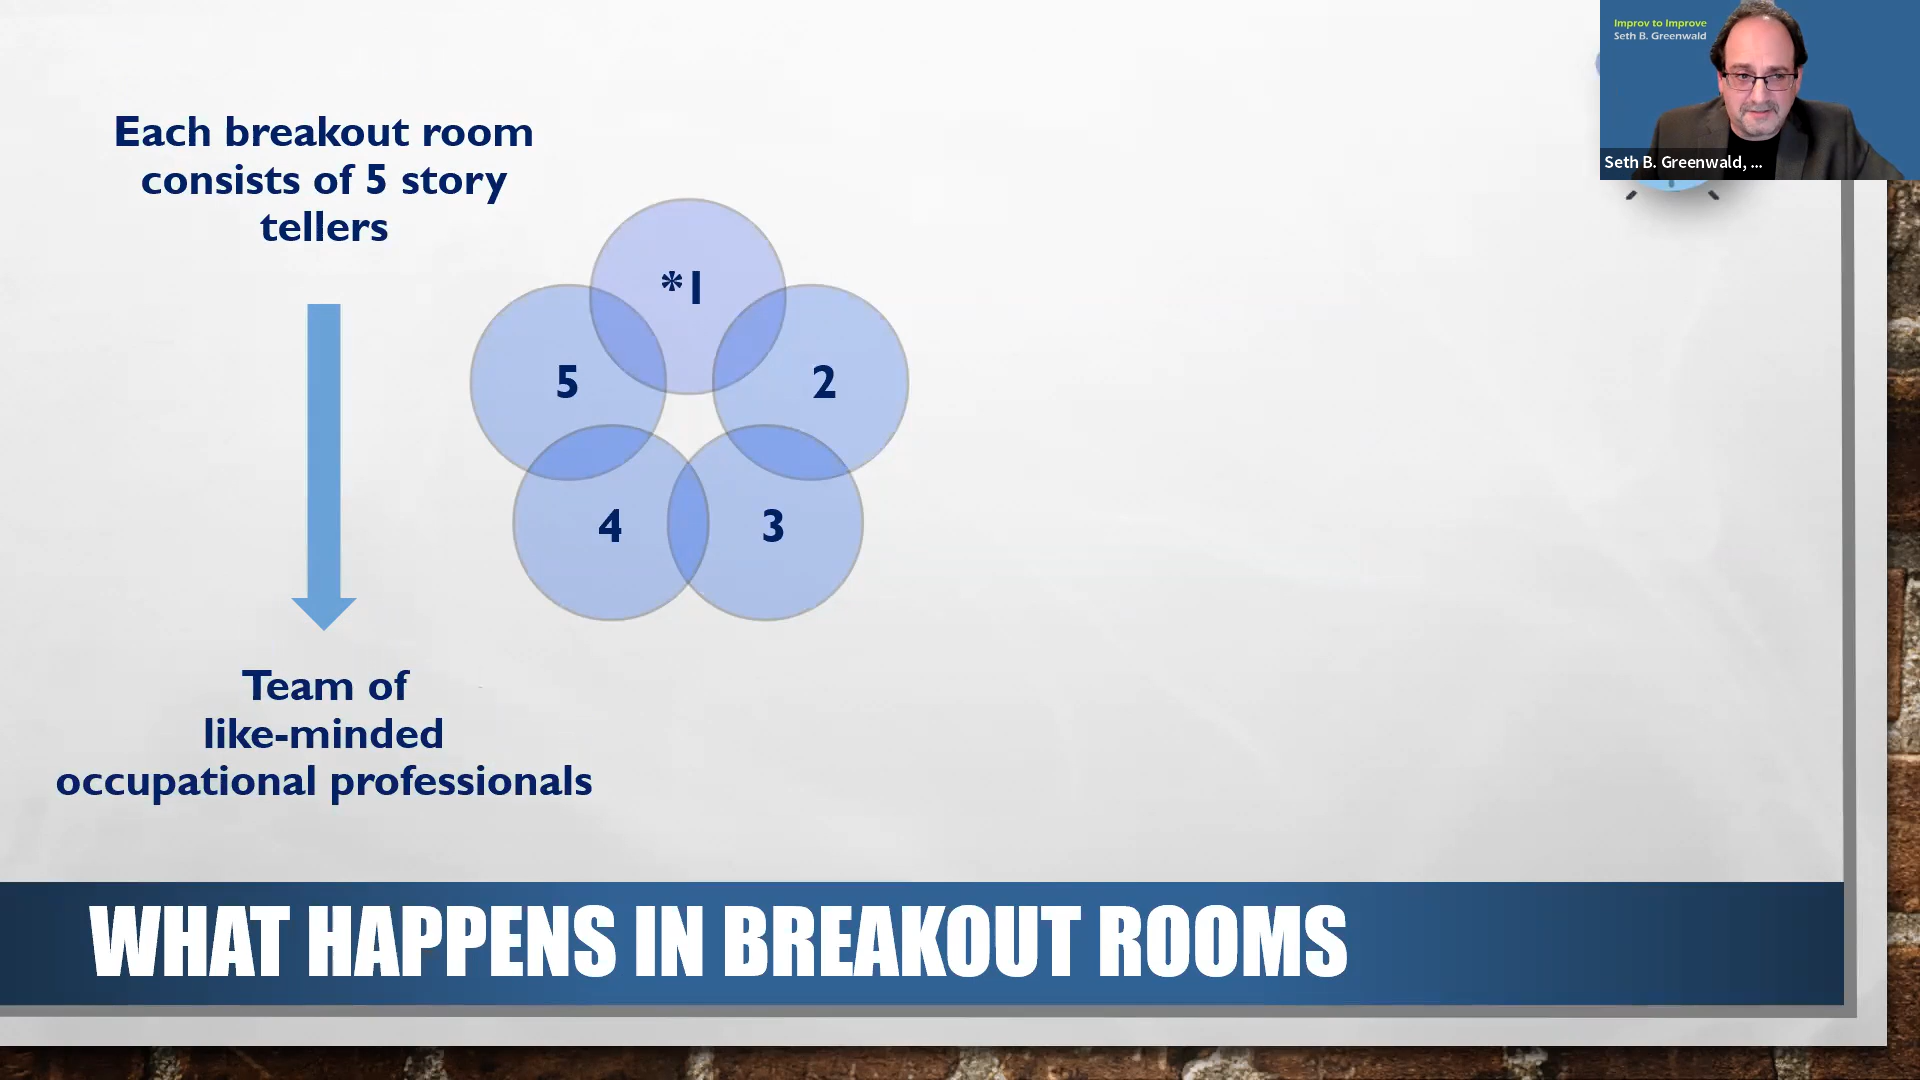 Improv to Improve
Seth B. Greenwald
Seth B. Greenwald, ...
Each breakout room
consists of 5 story
tellers
*1
5
2
4
3
Team of
like-minded
occupational professionals
WHAT HAPPENS IN BREAKOUT ROOMS